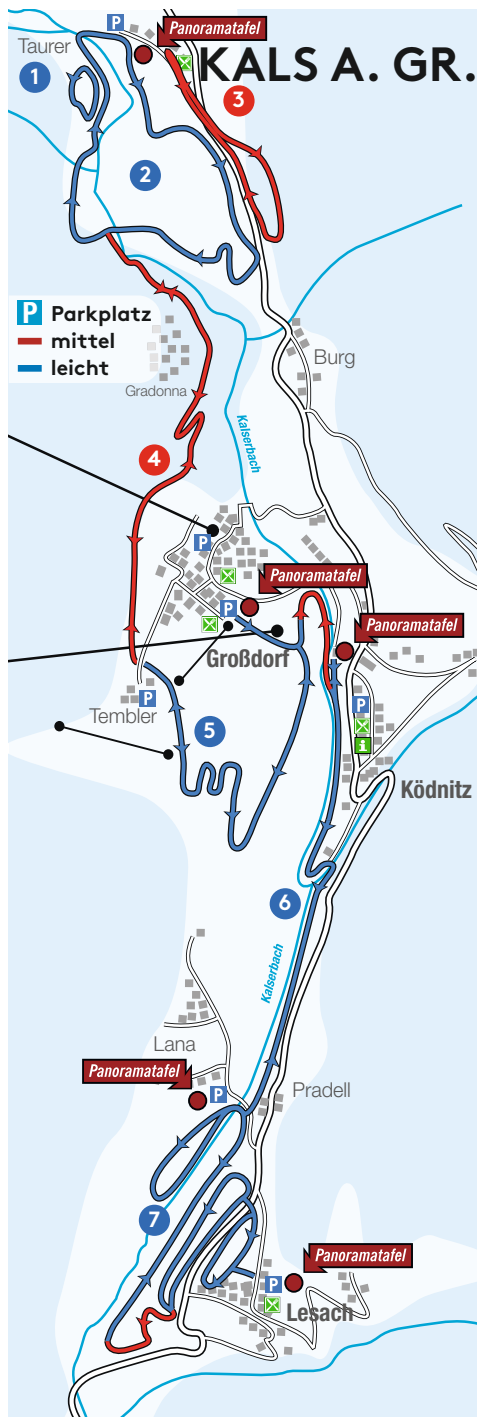 P
Panoramatafel
Taurer
KALS A. GR.
1
3
2
P Parkplatz
mittel
leicht
Burg
Gradonna
Kalserbach
4
P
Panoramatafel
P
Panoramatafel
Großdorf
P
Tembler
P
i
5
Ködnitz
6
Kalserbach
Lana
Panoramatafel
P
Pradell
7
Panoramatafel
P
Lesach